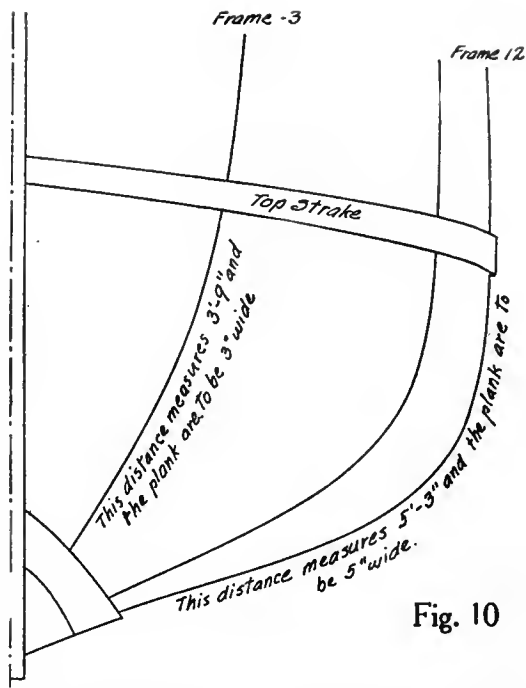 Frame -3
Frame 12
Top Strake
This distance measures 3'-9" and
the plank are To be 3" wide
This distance measures 5'-3" and the plank are To
be 5" wide.
Fig. 10